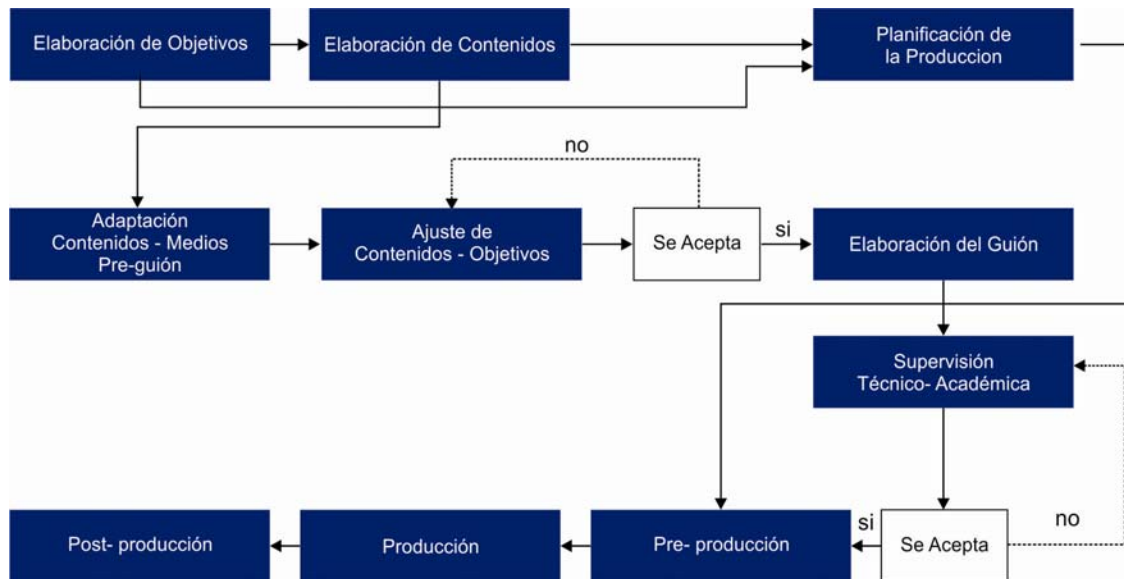 Elaboración de Objetivos
Elaboración de Contenidos
Planificación de
la Produccion
no
Adaptación
Contenidos - Medios
Pre-guión
Ajuste de
Contenidos - Objetivos
Se Acepta
si
Elaboración del Guión
Supervisión
Técnico- Académica
Post- producción
Producción
Pre- producción
si
Se Acepta
no